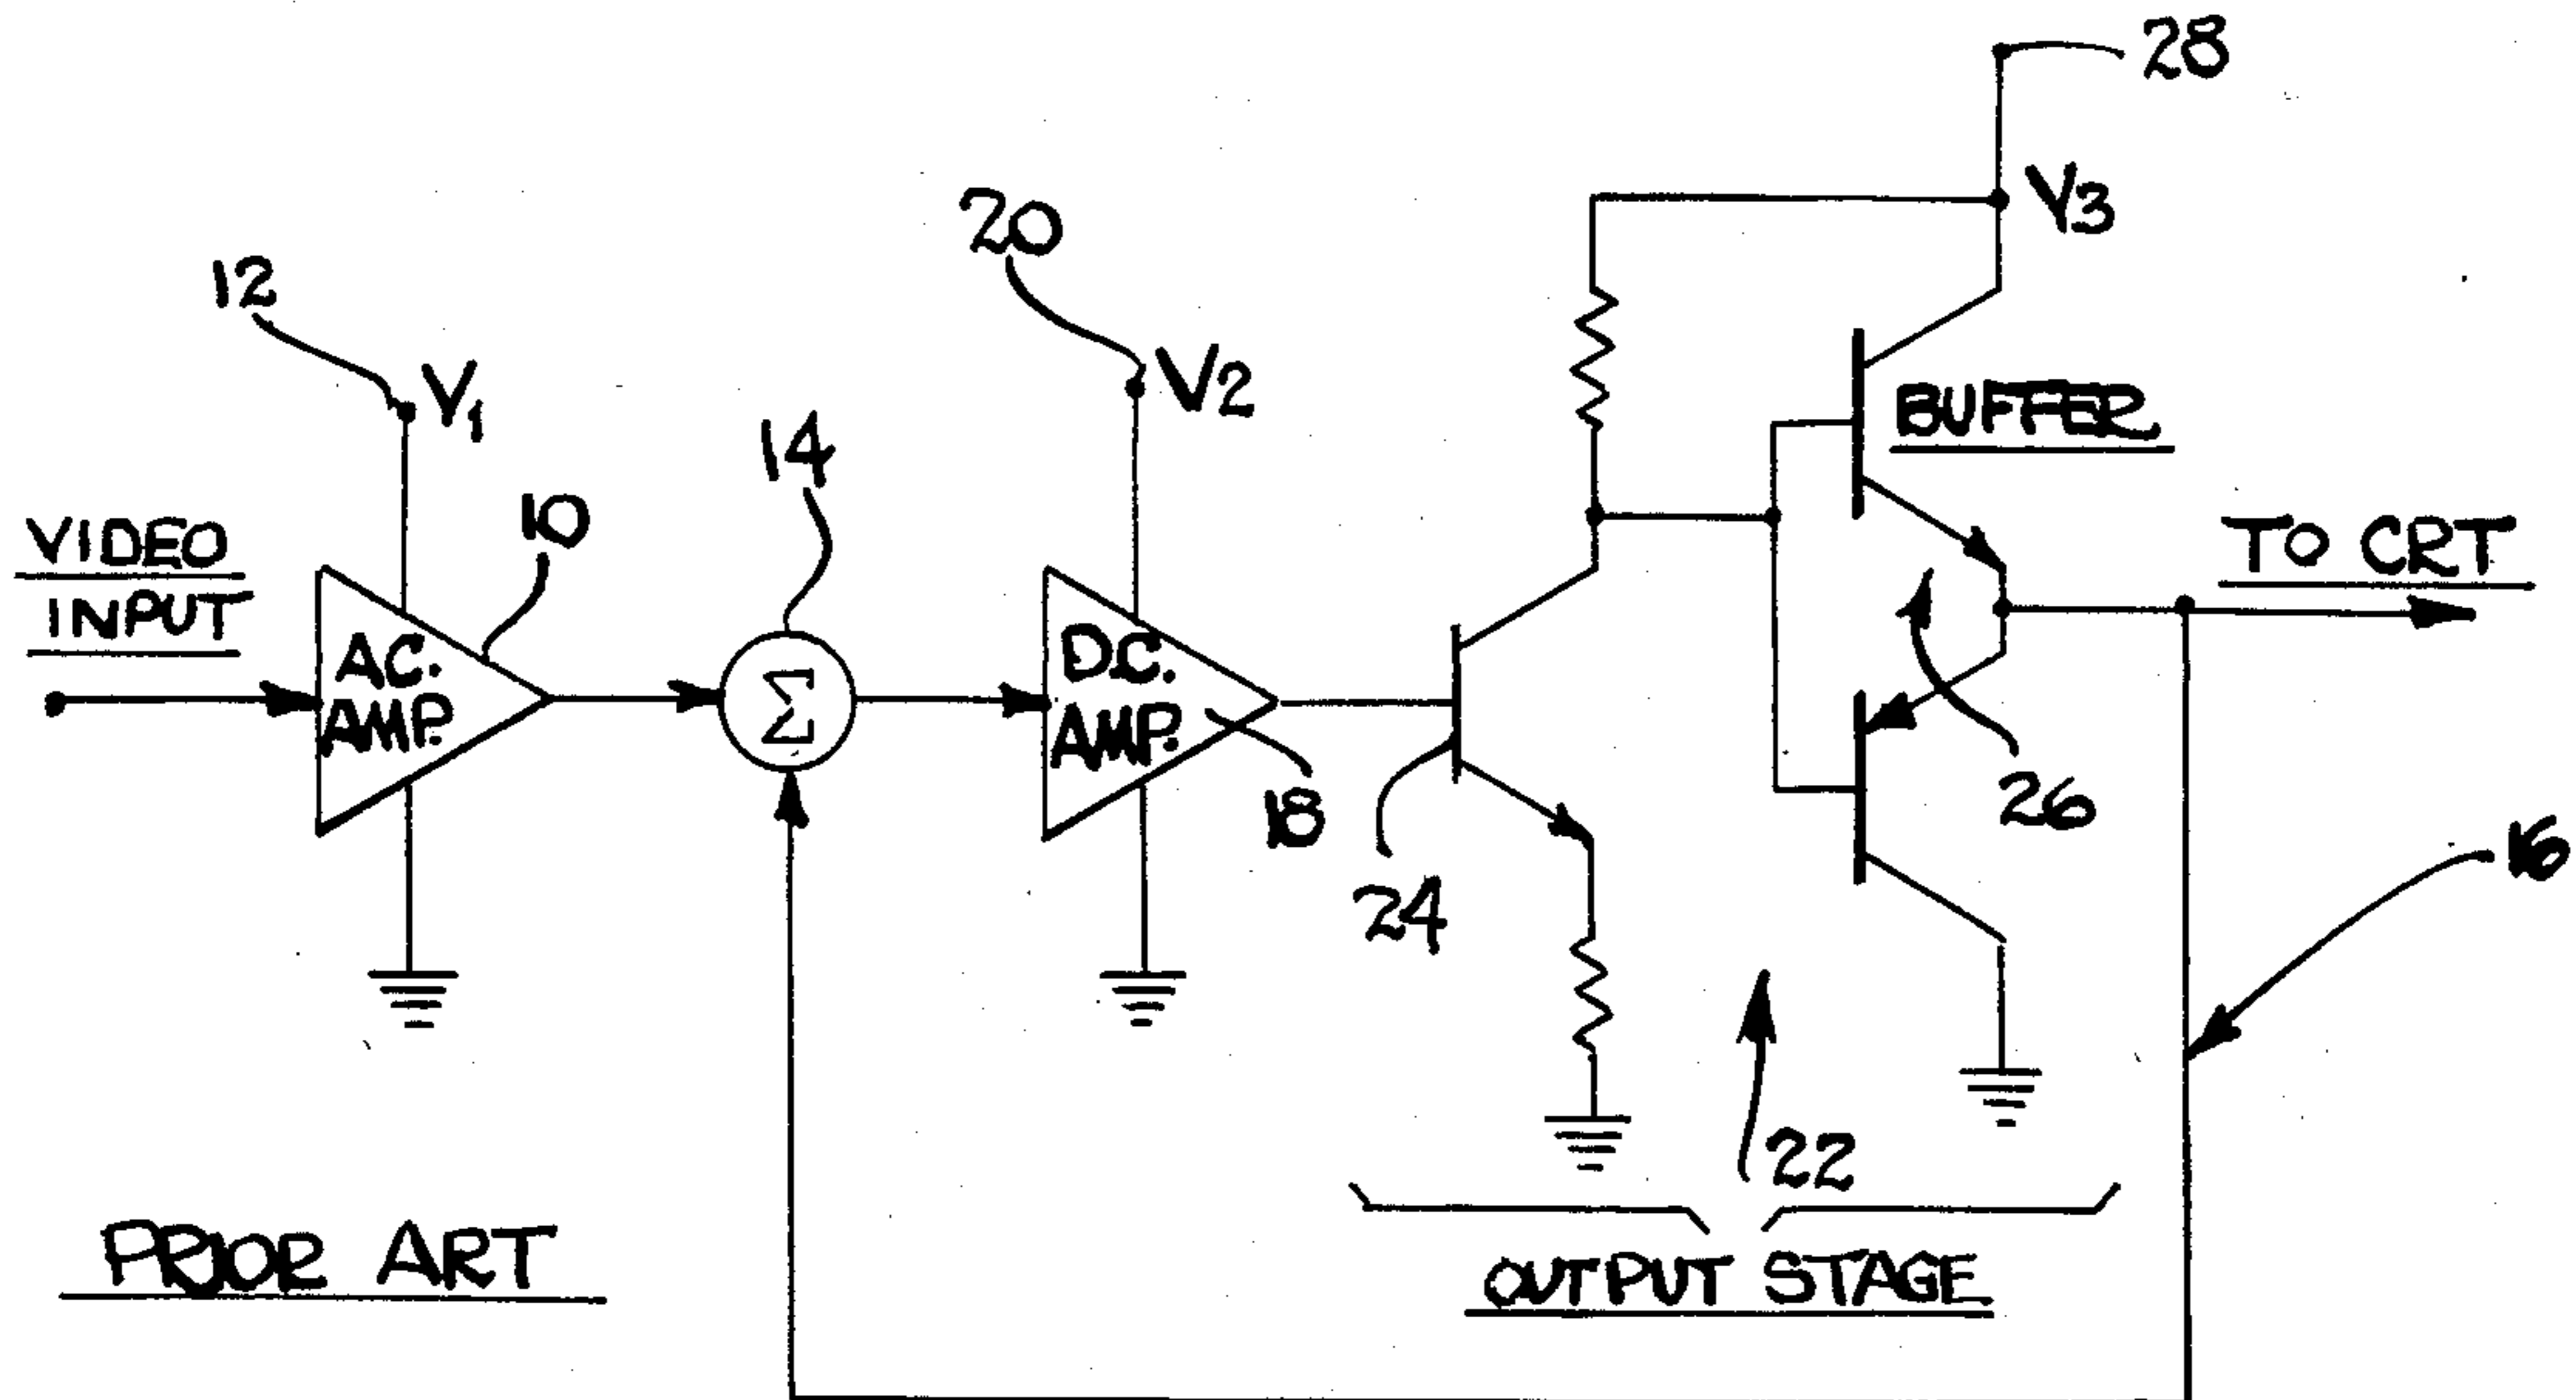 28
V3
20
12
V2
V1
BUFFER
14
10
VIDEO
INPUT
TO CRT
A.C.
AMP.
Σ
D.C.
AMP.
18
26
16
24
22
PRIOR ART
OUTPUT STAGE